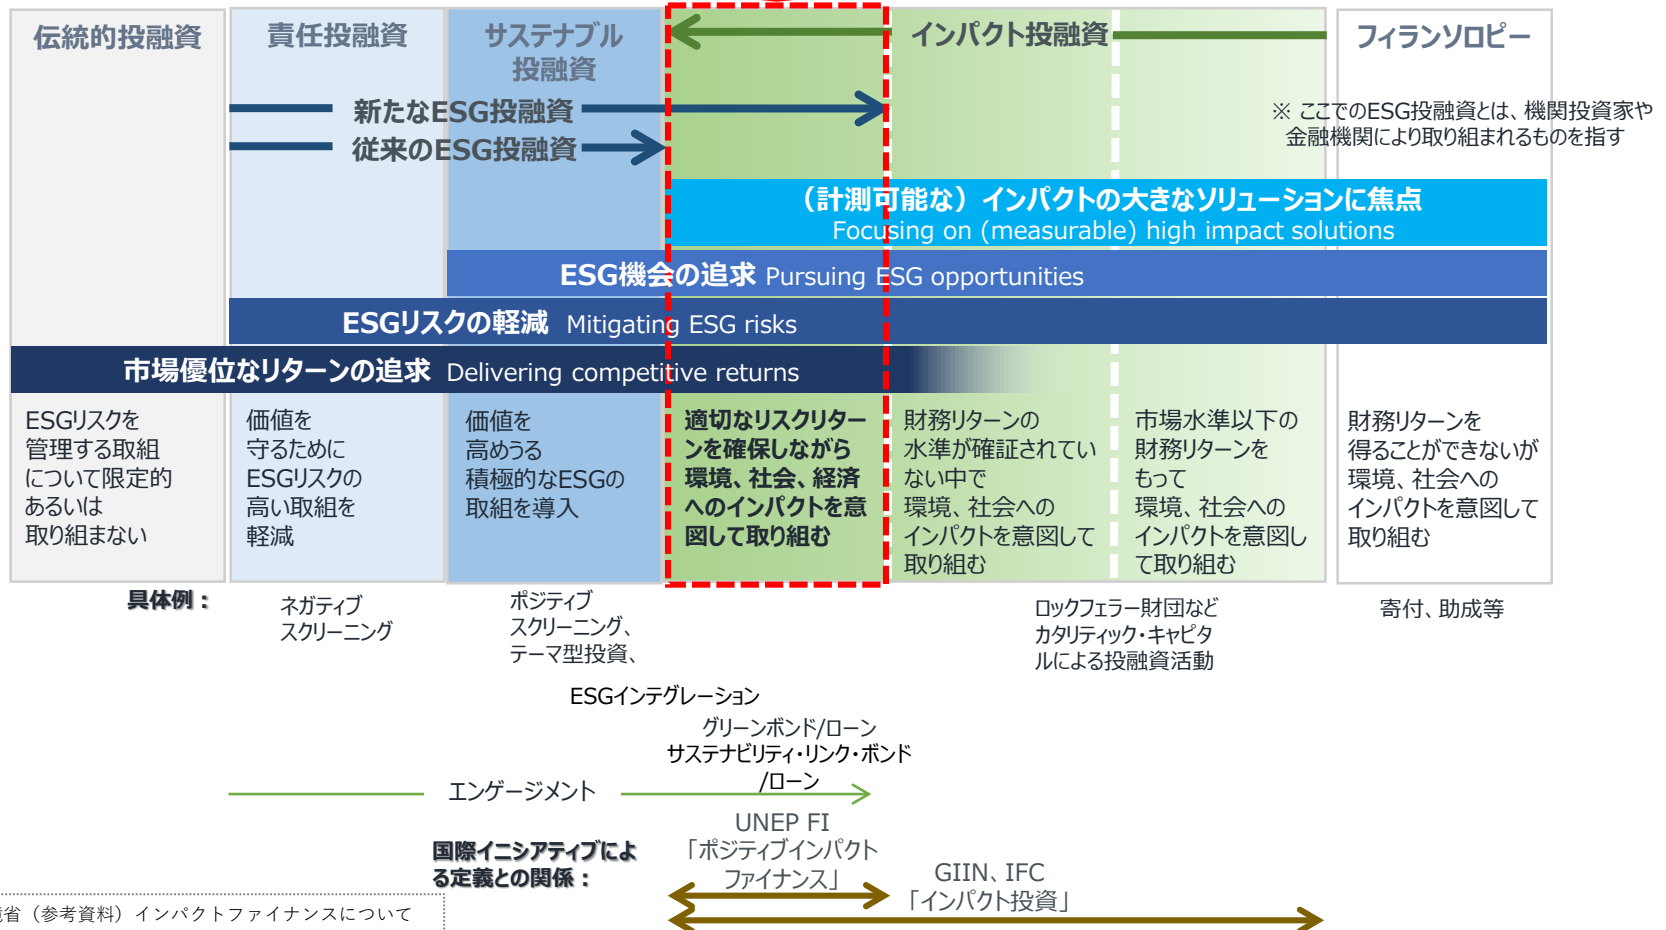 伝統的投融資
責任投融資
サステナブル
投融資
インパクト投融資
フィランソロピー
新たなESG投融資
従来のESG投融資
※ ここでのESG投融資とは、機関投資家や
金融機関により取り組まれるものを指す
（計測可能な）インパクトの大きなソリューションに焦点
Focusing on (measurable) high impact solutions
ESG機会の追求 Pursuing ESG opportunities
ESGリスクの軽減 Mitigating ESG risks
市場優位なリターンの追求 Delivering competitive returns
ESGリスクを
管理する取組
について限定的
あるいは
取り組まない
価値を
守るために
ESGリスクの
高い取組を
軽減
価値を
高めうる
積極的なESGの
取組を導入
適切なリスクリター
ンを確保しながら
環境、社会、経済
へのインパクトを意
図して取り組む
財務リターンの
水準が確証されてい
ない中で
環境、社会への
インパクトを意図して
取り組む
市場水準以下の
財務リターンを
もって
環境、社会への
インパクトを意図し
て取り組む
財務リターンを
得ることができないが
環境、社会への
インパクトを意図して
取り組む
具体例：
ネガティブ
スクリーニング
ポジティブ
スクリーニング、
テーマ型投資、
ロックフェラー財団など
カタリティック・キャピタ
ルによる投融資活動
寄付、助成等
ESGインテグレーション
グリーンボンド/ローン
サステナビリティ・リンク・ボンド
/ローン
エンゲージメント
国際イニシアティブによ
る定義との関係：
UNEP FI
「ポジティブインパクト
ファイナンス」
GIIN、IFC
「インパクト投資」
省（参考資料）インパクトファイナンスについて